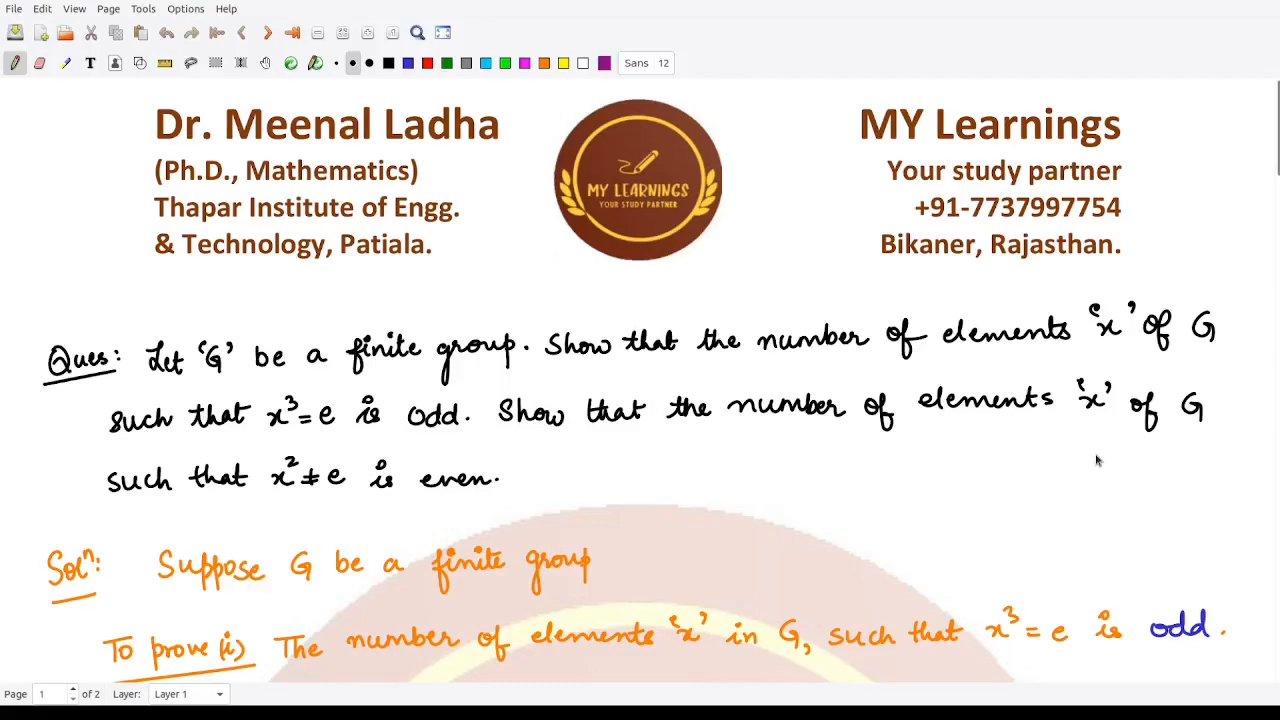 File Edit View Page Tools Options Help
Sans 12
Dr. Meenal Ladha
(Ph.D., Mathematics)
Thapar Institute of Engg.
& Technology, Patiala.
MY LEARNINGS
YOUR STUDY PARTNER
MY Learnings
Your study partner
+91-7737997754
Bikaner, Rajasthan.
Ques: Let 'G' be a finite group. Show that the number of elements 'x' of G
such that x³ = e is odd. Show that the number of elements 'x' of G
such that x² ≠ e is even.
Solⁿ: Suppose G be a finite group
To prove (i) The number of elements 'x' in G, such that x³ = e is odd.
Page 1 of 2 Layer: Layer 1